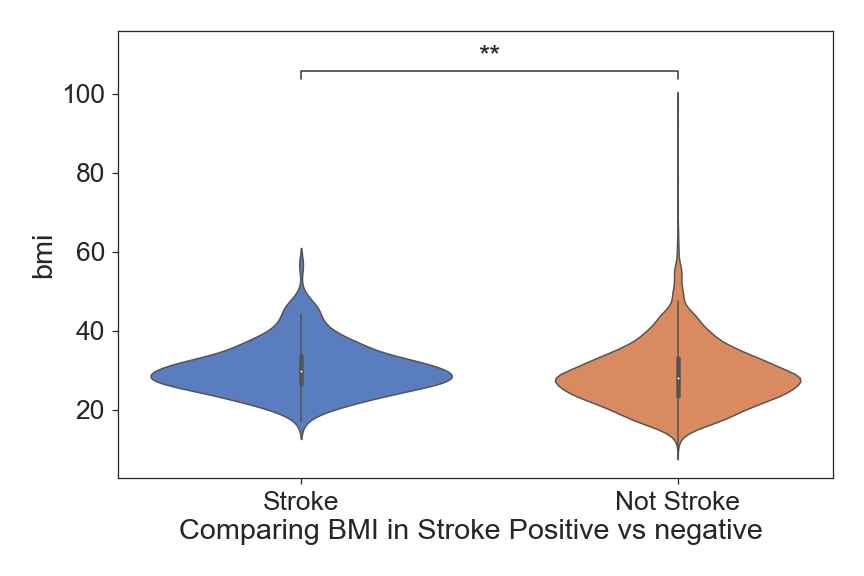 **
100
80
60
40
20
bmi
Stroke
Not Stroke
Comparing BMI in Stroke Positive vs negative